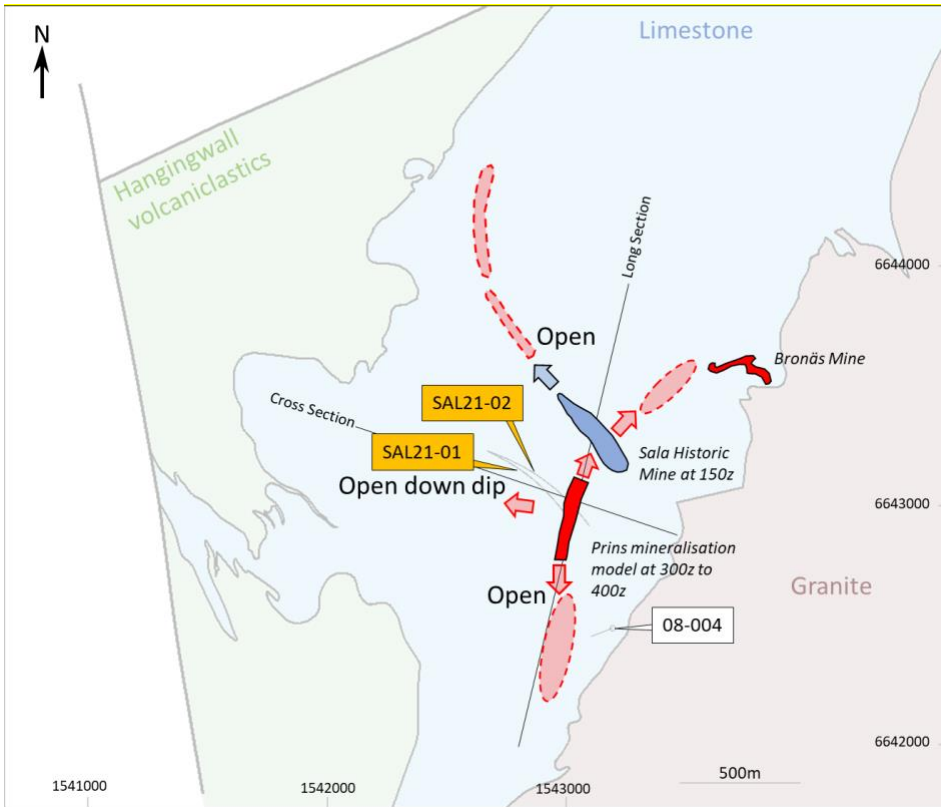 N
Limestone
Hangingwall
volcaniclastics
Long Section
6644000
Open
Bronäs Mine
SAL21-02
Cross Section
SAL21-01
Sala Historic
Mine at 150z
Open down dip
6643000
Prins mineralisation
model at 300z to
400z
Open
Granite
08-004
6642000
1541000
1542000
1543000
500m